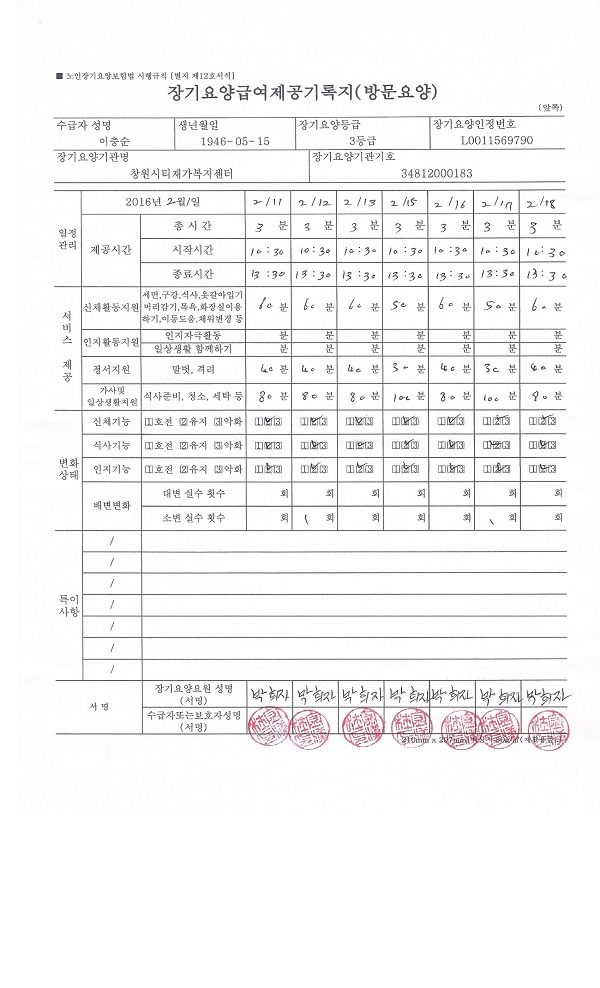 ■ 노인장기요양보험법 시행규칙 [별지 제12호서식]
장기요양급여제공기록지(방문요양)
(앞쪽)
수급자 성명 생년월일 장기요양등급 장기요양인정번호
이충순 1946-05-15 3등급 L0011569790
장기요양기관명 장기요양기관기호
창원시티재가복지센터 34812000183
일정관리 2016년 2월/일 2/11 2/12 2/13 2/15 2/16 2/17 2/18
제공시간 총 시 간 3 분 3 분 3 분 3 분 3 분 3 분 3 분
시작시간 10:30 10:30 10:30 10:30 10:30 10:30 10:30
종료시간 13:30 13:30 13:30 13:30 13:30 13:30 13:30
서비스 제공 신체활동지원 세면,구강,식사,옷갈아입기
머리감기,목욕,화장실이용
하기,이동도움,체위변경 등 60 분 60 분 60 분 50 분 60 분 50 분 60 분
인지활동지원 인지자극활동 분 분 분 분 분 분 분
일상생활 함께하기 분 분 분 분 분 분 분
정서지원 말벗, 격려 40 분 40 분 40 분 30 분 40 분 30 분 40 분
가사및
일상생활지원 식사준비, 청소, 세탁 등 80 분 80 분 80 분 100 분 80 분 100 분 80 분
변화상태 신체기능 1호전 2유지 3악화 123 123 123 123 123 123 123
식사기능 1호전 2유지 3악화 123 123 123 123 123 123 123
인지기능 1호전 2유지 3악화 123 123 123 123 123 123 123
배변변화 대변 실수 횟수 회 회 회 회 회 회 회
소변 실수 횟수 회 1 회 회 회 회 1 회 회
특이사항 /
/
/
/
/
/
/
서 명 장기요양요원 성명
(서명) 박희자 박희자 박희자 박희자 박희자 박희자 박희자
수급자또는보호자성명
(서명)
210mm x 297mm